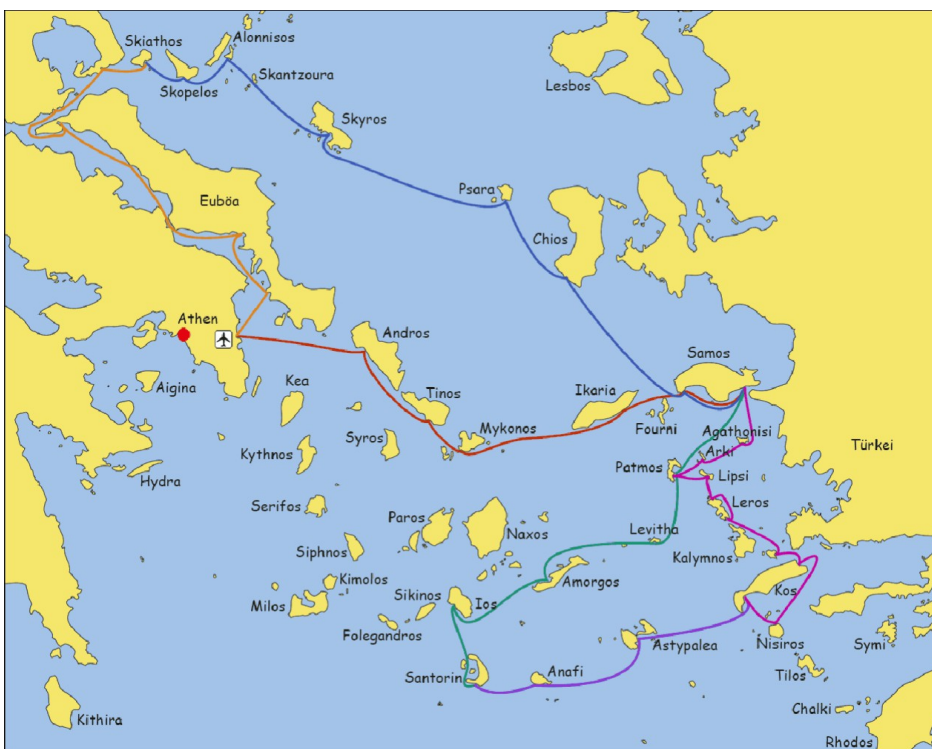 Alonnisos
Skiathos
Skantzoura
Skopelos
Lesbos
Skyros
Psara
Euböa
Chios
Athen
Andros
Samos
Aigina
Kea
Tinos
Ikaria
Mykonos
Fourni
Agathonisi
Syros
Türkei
Kythnos
Arki
Patmos
Lipsi
Hydra
Leros
Serifos
Paros
Naxos
Levitha
Siphnos
Kalymnos
Kimolos
Amorgos
Sikinos
Ios
Kos
Milos
Folegandros
Astypalea
Nisiros
Symi
Santorin
Anafi
Tilos
Chalki
Kithira
Rhodos